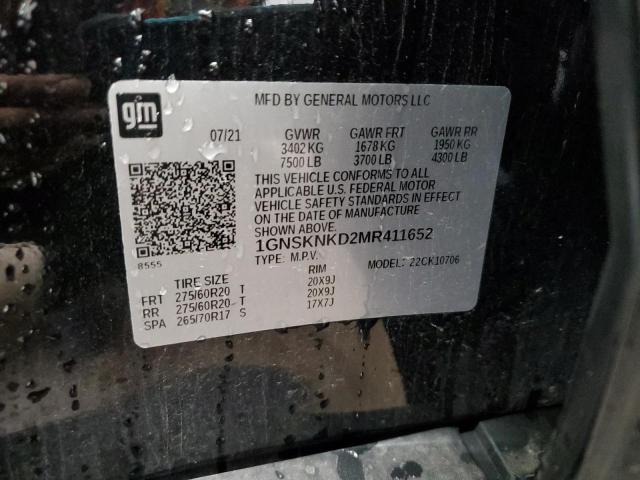 gm
MFD BY GENERAL MOTORS LLC
07/21 GVWR GAWR FRT GAWR RR
3402 KG 1678 KG 1950 KG
7500 LB 3700 LB 4300 LB
THIS VEHICLE CONFORMS TO ALL
APPLICABLE U.S. FEDERAL MOTOR
VEHICLE SAFETY STANDARDS IN EFFECT
ON THE DATE OF MANUFACTURE
1GNSKNKD2MR411652
8555
TYPE: M.P.V. MODEL: 22CK10706
TIRE SIZE RIM
FRT 275/60R20 T 20X9J
RR 275/60R20 T 20X9J
SPA 265/70R17 S 17X7J